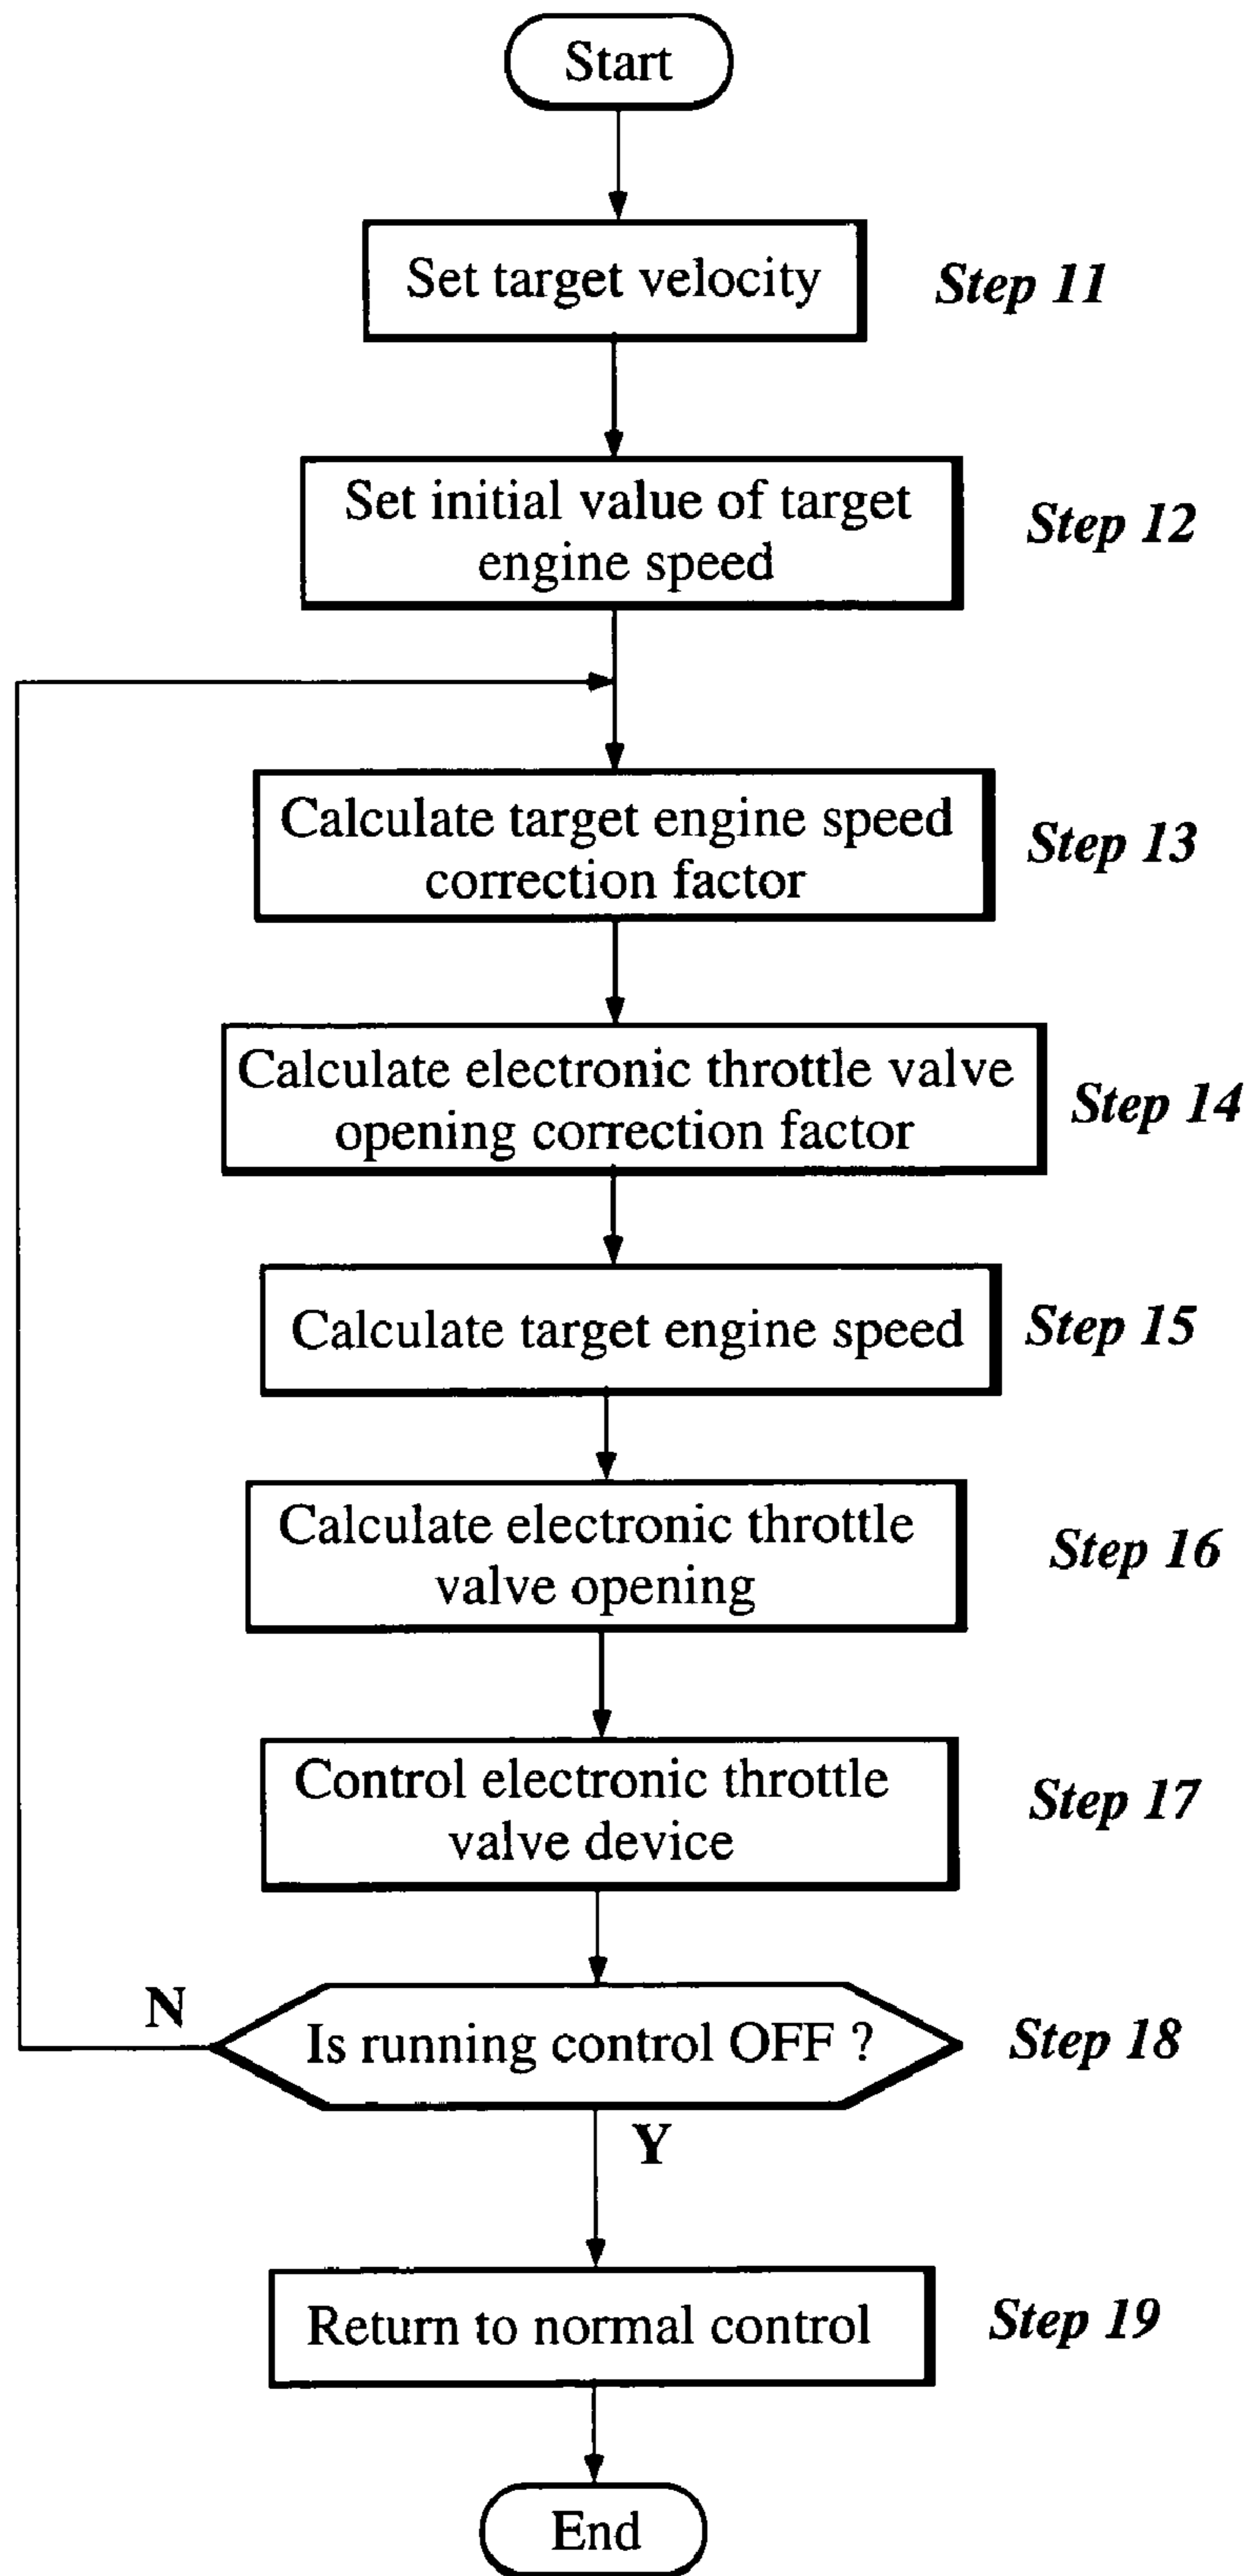 Start
Set target velocity
Step 11
Set initial value of target
engine speed
Step 12
Calculate target engine speed
correction factor
Step 13
Calculate electronic throttle valve
opening correction factor
Step 14
Calculate target engine speed
Step 15
Calculate electronic throttle
valve opening
Step 16
Control electronic throttle
valve device
Step 17
N
Is running control OFF ?
Step 18
Y
Return to normal control
Step 19
End